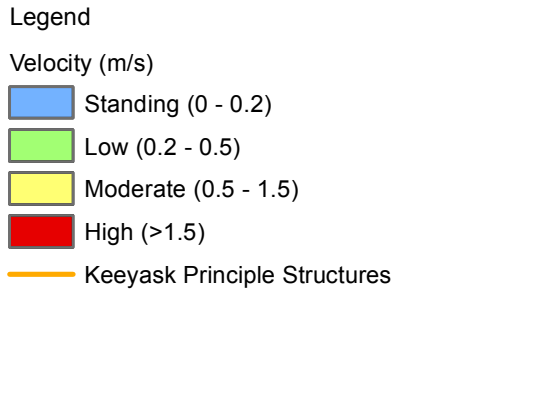 Legend
Velocity (m/s)
Standing (0 - 0.2)
Low (0.2 - 0.5)
Moderate (0.5 - 1.5)
High (>1.5)
Keeyask Principle Structures